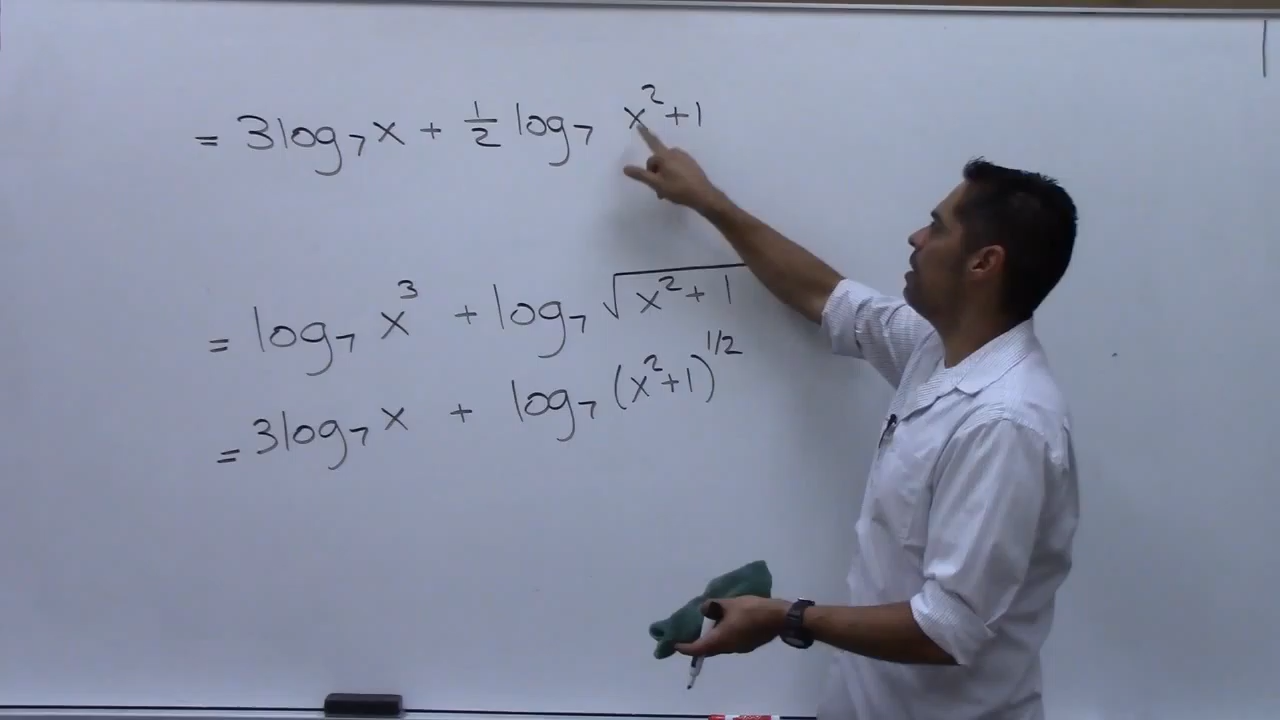 = 3log₇x + ½ log₇ x²+1
= log₇ x³ + log₇ √(x²+1)
= 3log₇x + log₇ (x²+1)^1/2